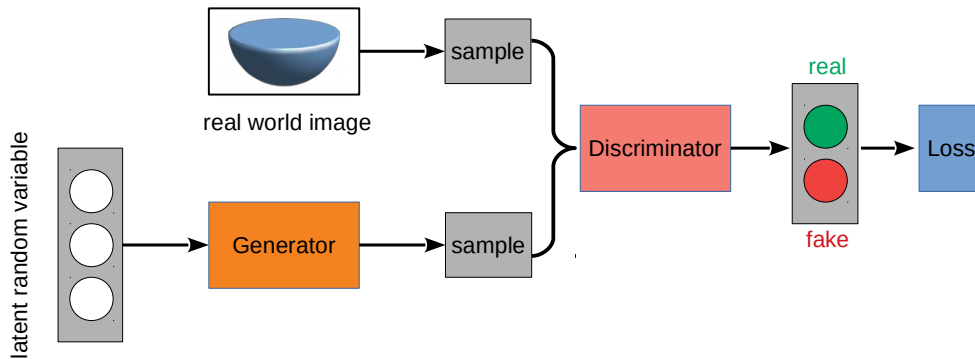 sample
real world image
real
Discriminator
Loss
fake
latent random variable
Generator
sample